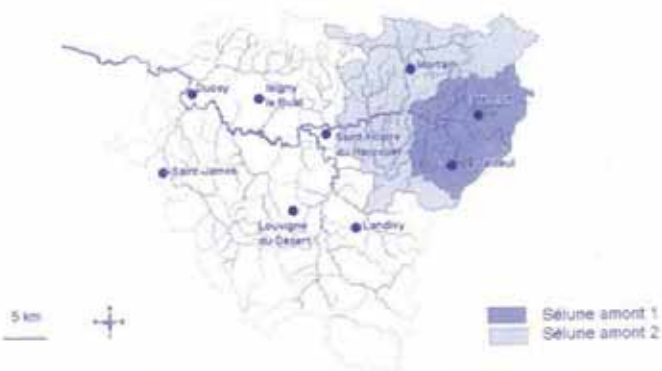 Mortain
Ducey
Isigny
le Buat
Saint Hilaire
du Harcouet
Saint James
Louvigné
du Désert
Landivy
5 km
Sélune amont 1
Sélune amont 2